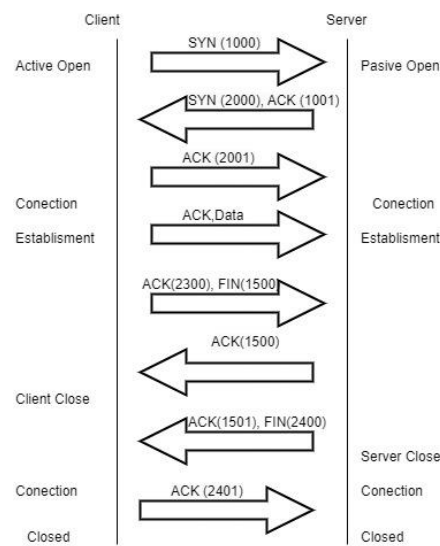 Client Server
SYN (1000)
Active Open Pasive Open
SYN (2000), ACK (1001)
ACK (2001)
Conection Conection
ACK,Data
Establisment Establisment
ACK(2300), FIN(1500)
ACK(1500)
Client Close
ACK(1501), FIN(2400)
Server Close
Conection ACK (2401) Conection
Closed Closed